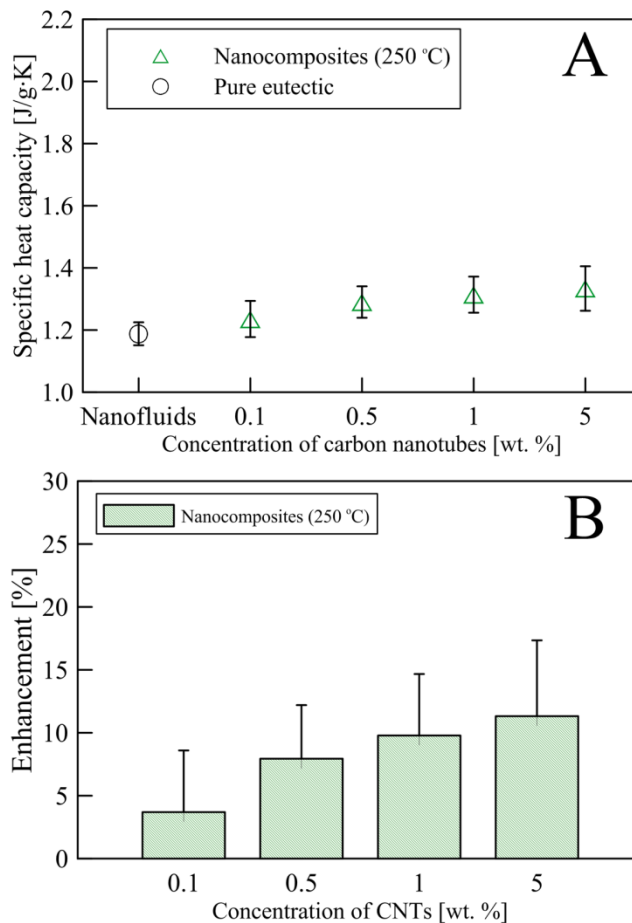 A
Nanocomposites (250 °C)
Pure eutectic
Specific heat capacity [J/g·K]
2.2
2.0
1.8
1.6
1.4
1.2
1.0
Nanofluids 0.1 0.5 1 5
Concentration of carbon nanotubes [wt. %]
B
Nanocomposites (250 °C)
Enhancement [%]
30
25
20
15
10
5
0
0.1 0.5 1 5
Concentration of CNTs [wt. %]